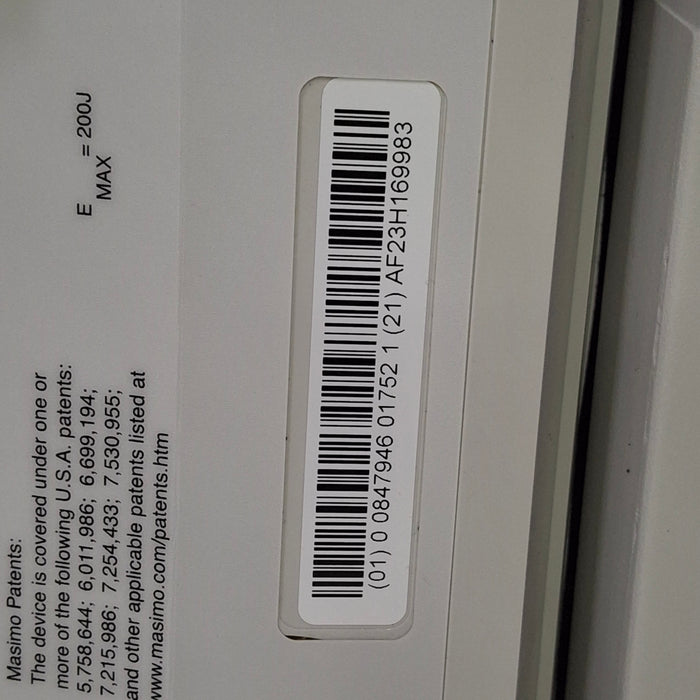 Masimo Patents:
The device is covered under one or
more of the following U.S.A. patents:
5,758,644; 6,011,986; 6,699,194;
7,215,986; 7,254,433; 7,530,955;
and other applicable patents listed at
www.masimo.com/patents.htm
E
MAX = 200J
(01) 0 0847946 01752 1 (21) AF23H169983